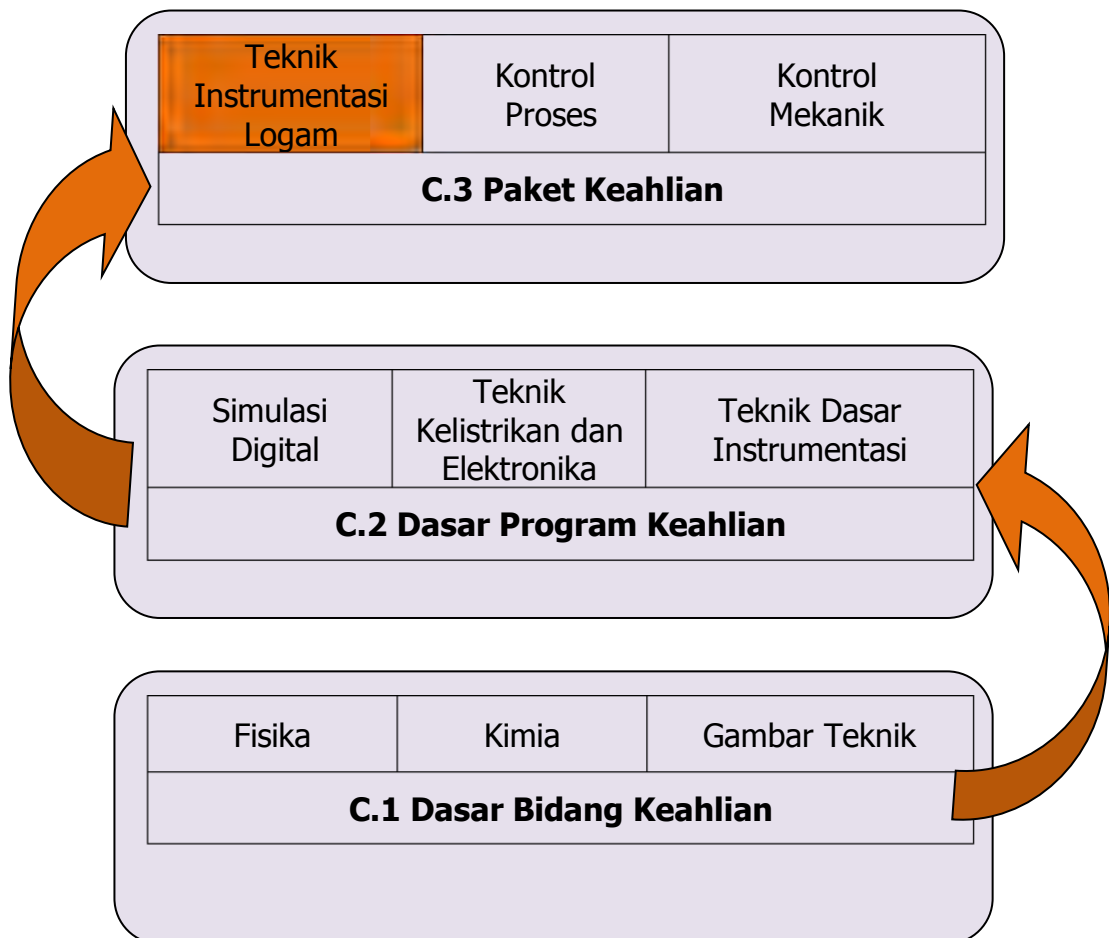 Teknik
Instrumentasi
Logam
Kontrol
Proses
Kontrol
Mekanik
C.3 Paket Keahlian
Simulasi
Digital
Teknik
Kelistrikan dan
Elektronika
Teknik Dasar
Instrumentasi
C.2 Dasar Program Keahlian
Fisika
Kimia
Gambar Teknik
C.1 Dasar Bidang Keahlian